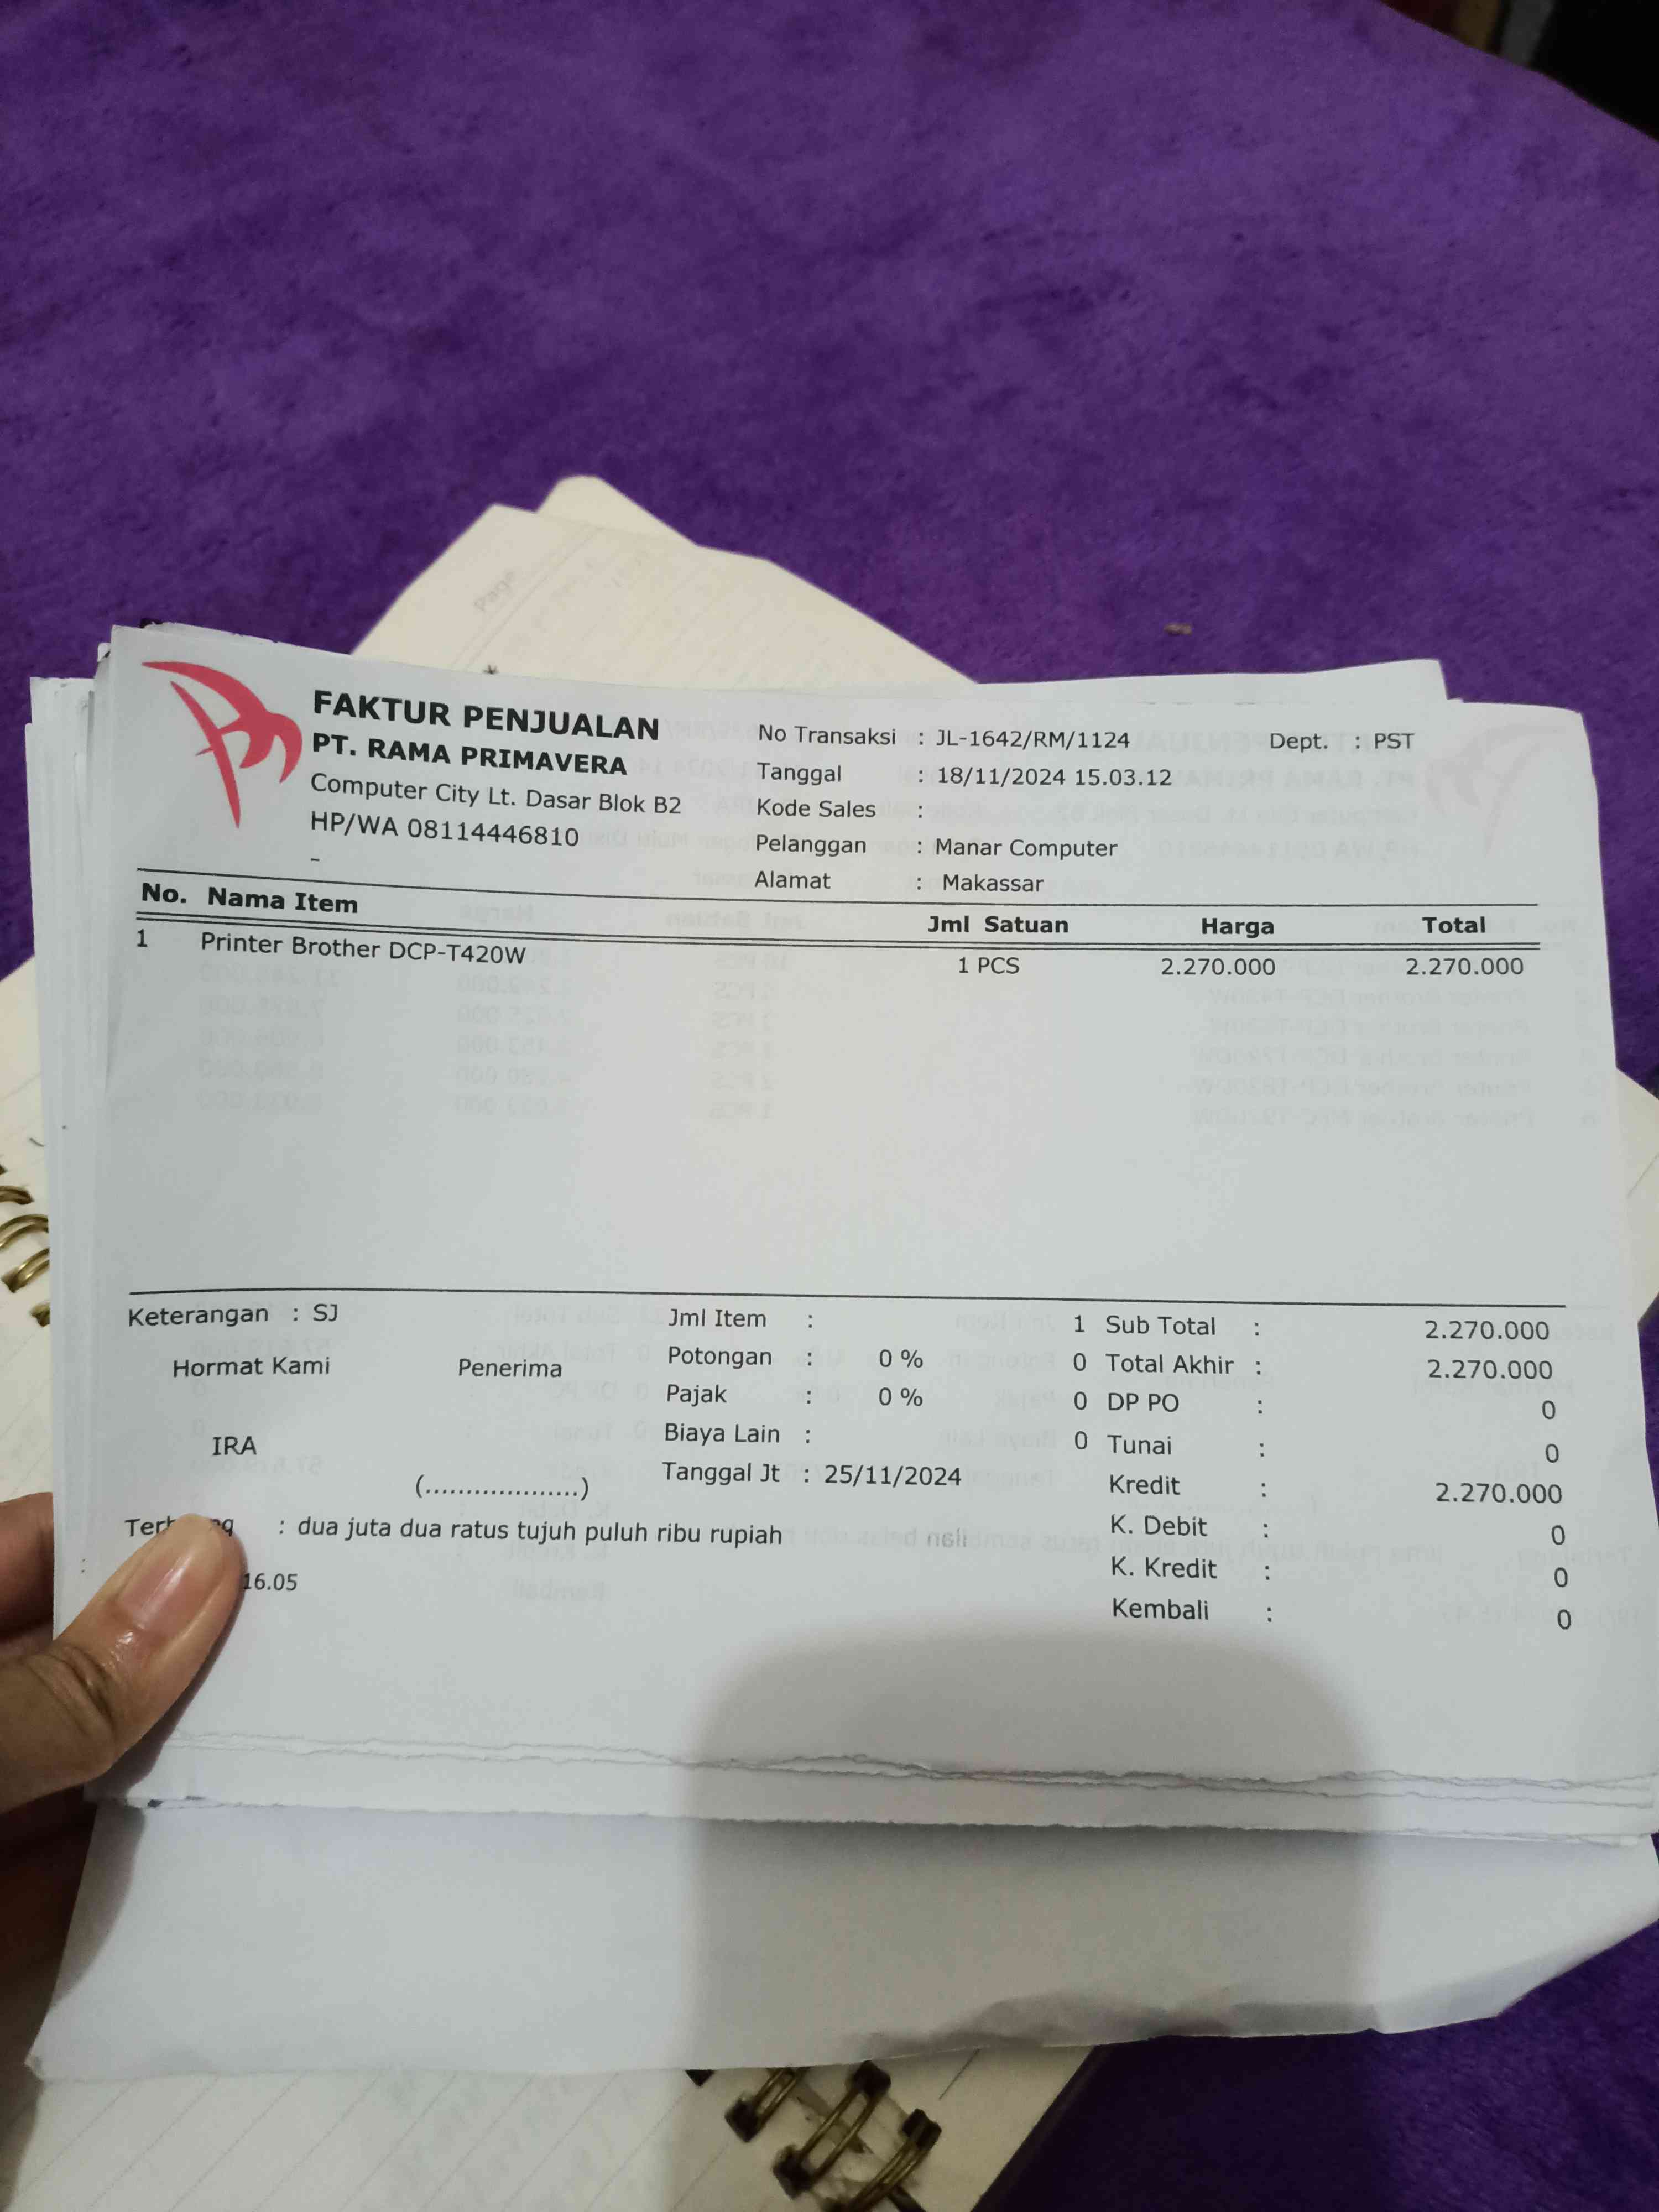 FAKTUR PENJUALAN
PT. RAMA PRIMAVERA
Computer City Lt. Dasar Blok B2
HP/WA 08114446810
-
No Transaksi : JL-1642/RM/1124 Dept. : PST
Tanggal : 18/11/2024 15.03.12
Kode Sales :
Pelanggan : Manar Computer
Alamat : Makassar
No. Nama Item Jml Satuan Harga Total
1 Printer Brother DCP-T420W 1 PCS 2.270.000 2.270.000
Keterangan : SJ
Hormat Kami Penerima
IRA
(...................)
Jml Item : 1
Potongan : 0 % 0
Pajak : 0 % 0
Biaya Lain : 0
Tanggal Jt : 25/11/2024
Sub Total : 2.270.000
Total Akhir : 2.270.000
DP PO : 0
Tunai : 0
Kredit : 2.270.000
K. Debit : 0
K. Kredit : 0
Kembali : 0
: dua juta dua ratus tujuh puluh ribu rupiah
16.05
Page